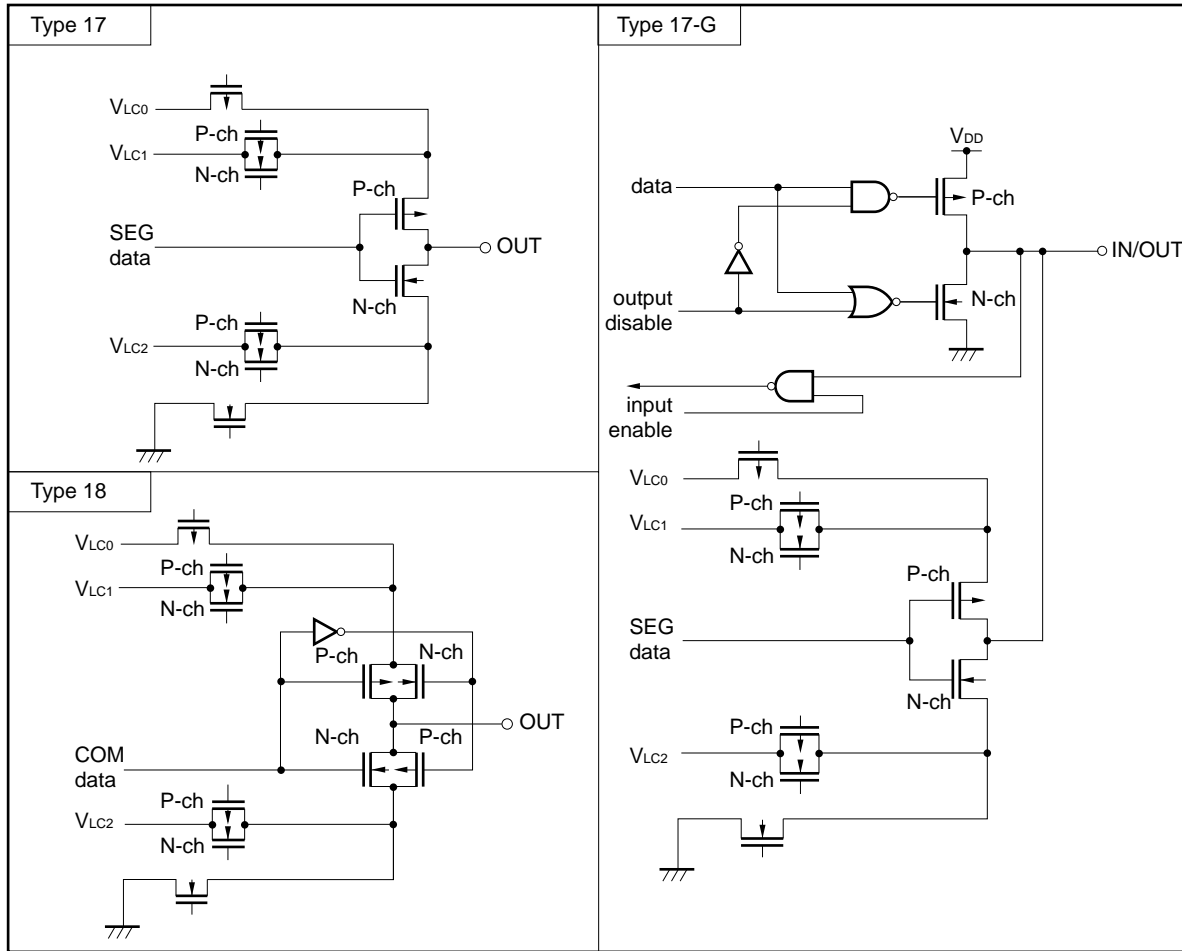 Type 17
VLC0
P-ch
VLC1
N-ch
P-ch
SEG
data
OUT
N-ch
P-ch
VLC2
N-ch
Type 18
VLC0
P-ch
VLC1
N-ch
P-ch
N-ch
OUT
N-ch
P-ch
COM
data
P-ch
VLC2
N-ch
Type 17-G
VDD
data
P-ch
IN/OUT
output
disable
N-ch
input
enable
VLC0
P-ch
VLC1
N-ch
P-ch
SEG
data
N-ch
P-ch
VLC2
N-ch